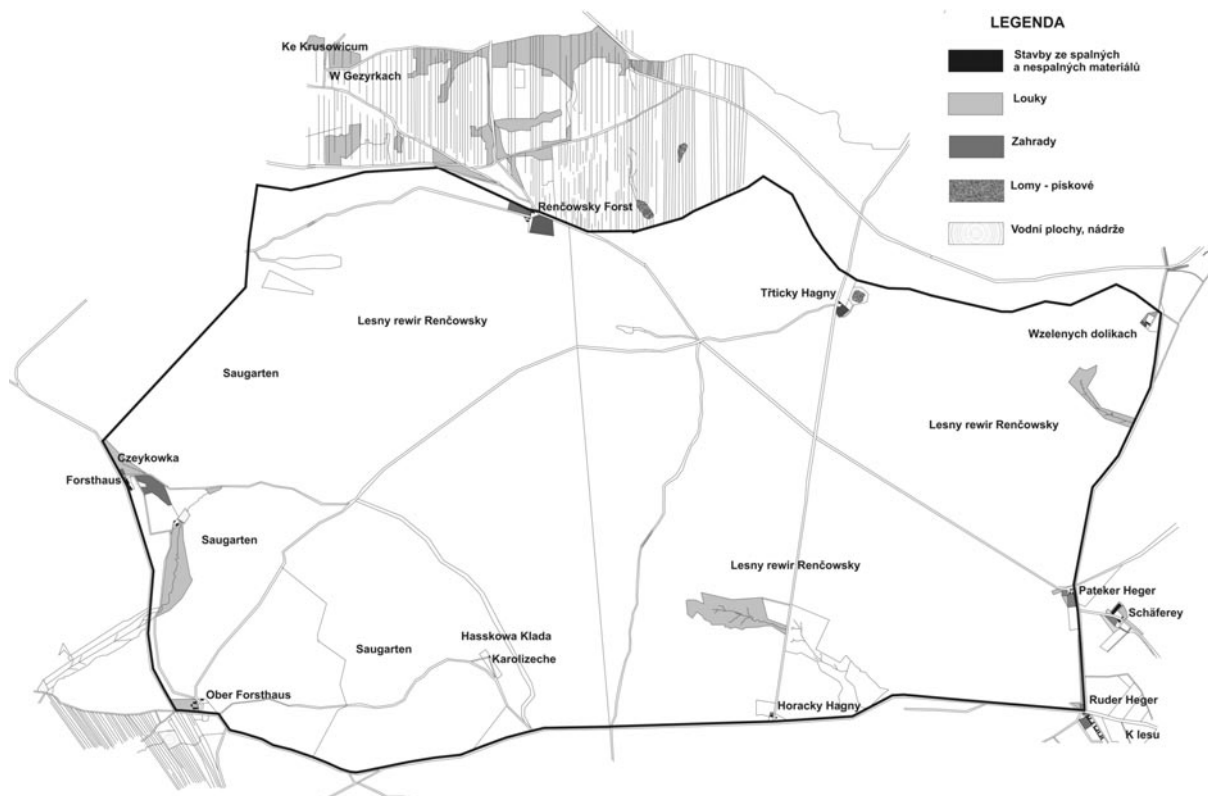 LEGENDA
Stavby ze spalných
a nespalných materiálů
Louky
Zahrady
Lomy - pískové
Vodní plochy, nádrže
Ke Krusowicum
W Gezyrkach
Renčowsky Forst
Třticky Hagny
Lesny rewir Renčowsky
Wzelenych dolikach
Saugarten
Lesny rewir Renčowsky
Czeykowka
Forsthaus
Saugarten
Lesny rewir Renčowsky
Pateker Heger
Schäferey
Hasskowa Klada
Saugarten
Karolizeche
Ober Forsthaus
Horacky Hagny
Ruder Heger
K lesu